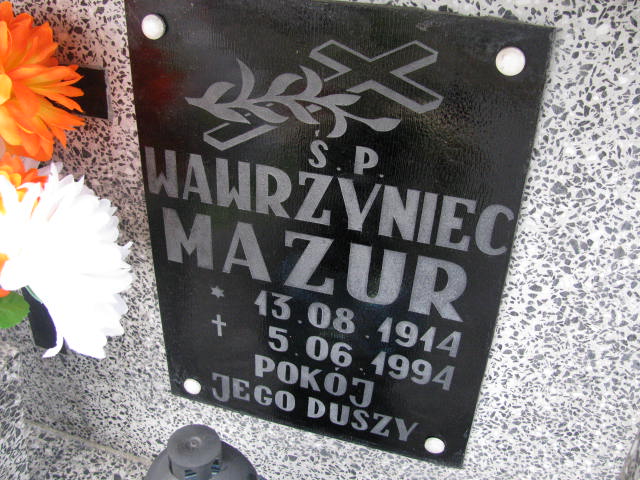 Ś.P.
WAWRZYNIEC
MAZUR
* 13.08.1914
† 5.06.1994
POKÓJ
JEGO DUSZY